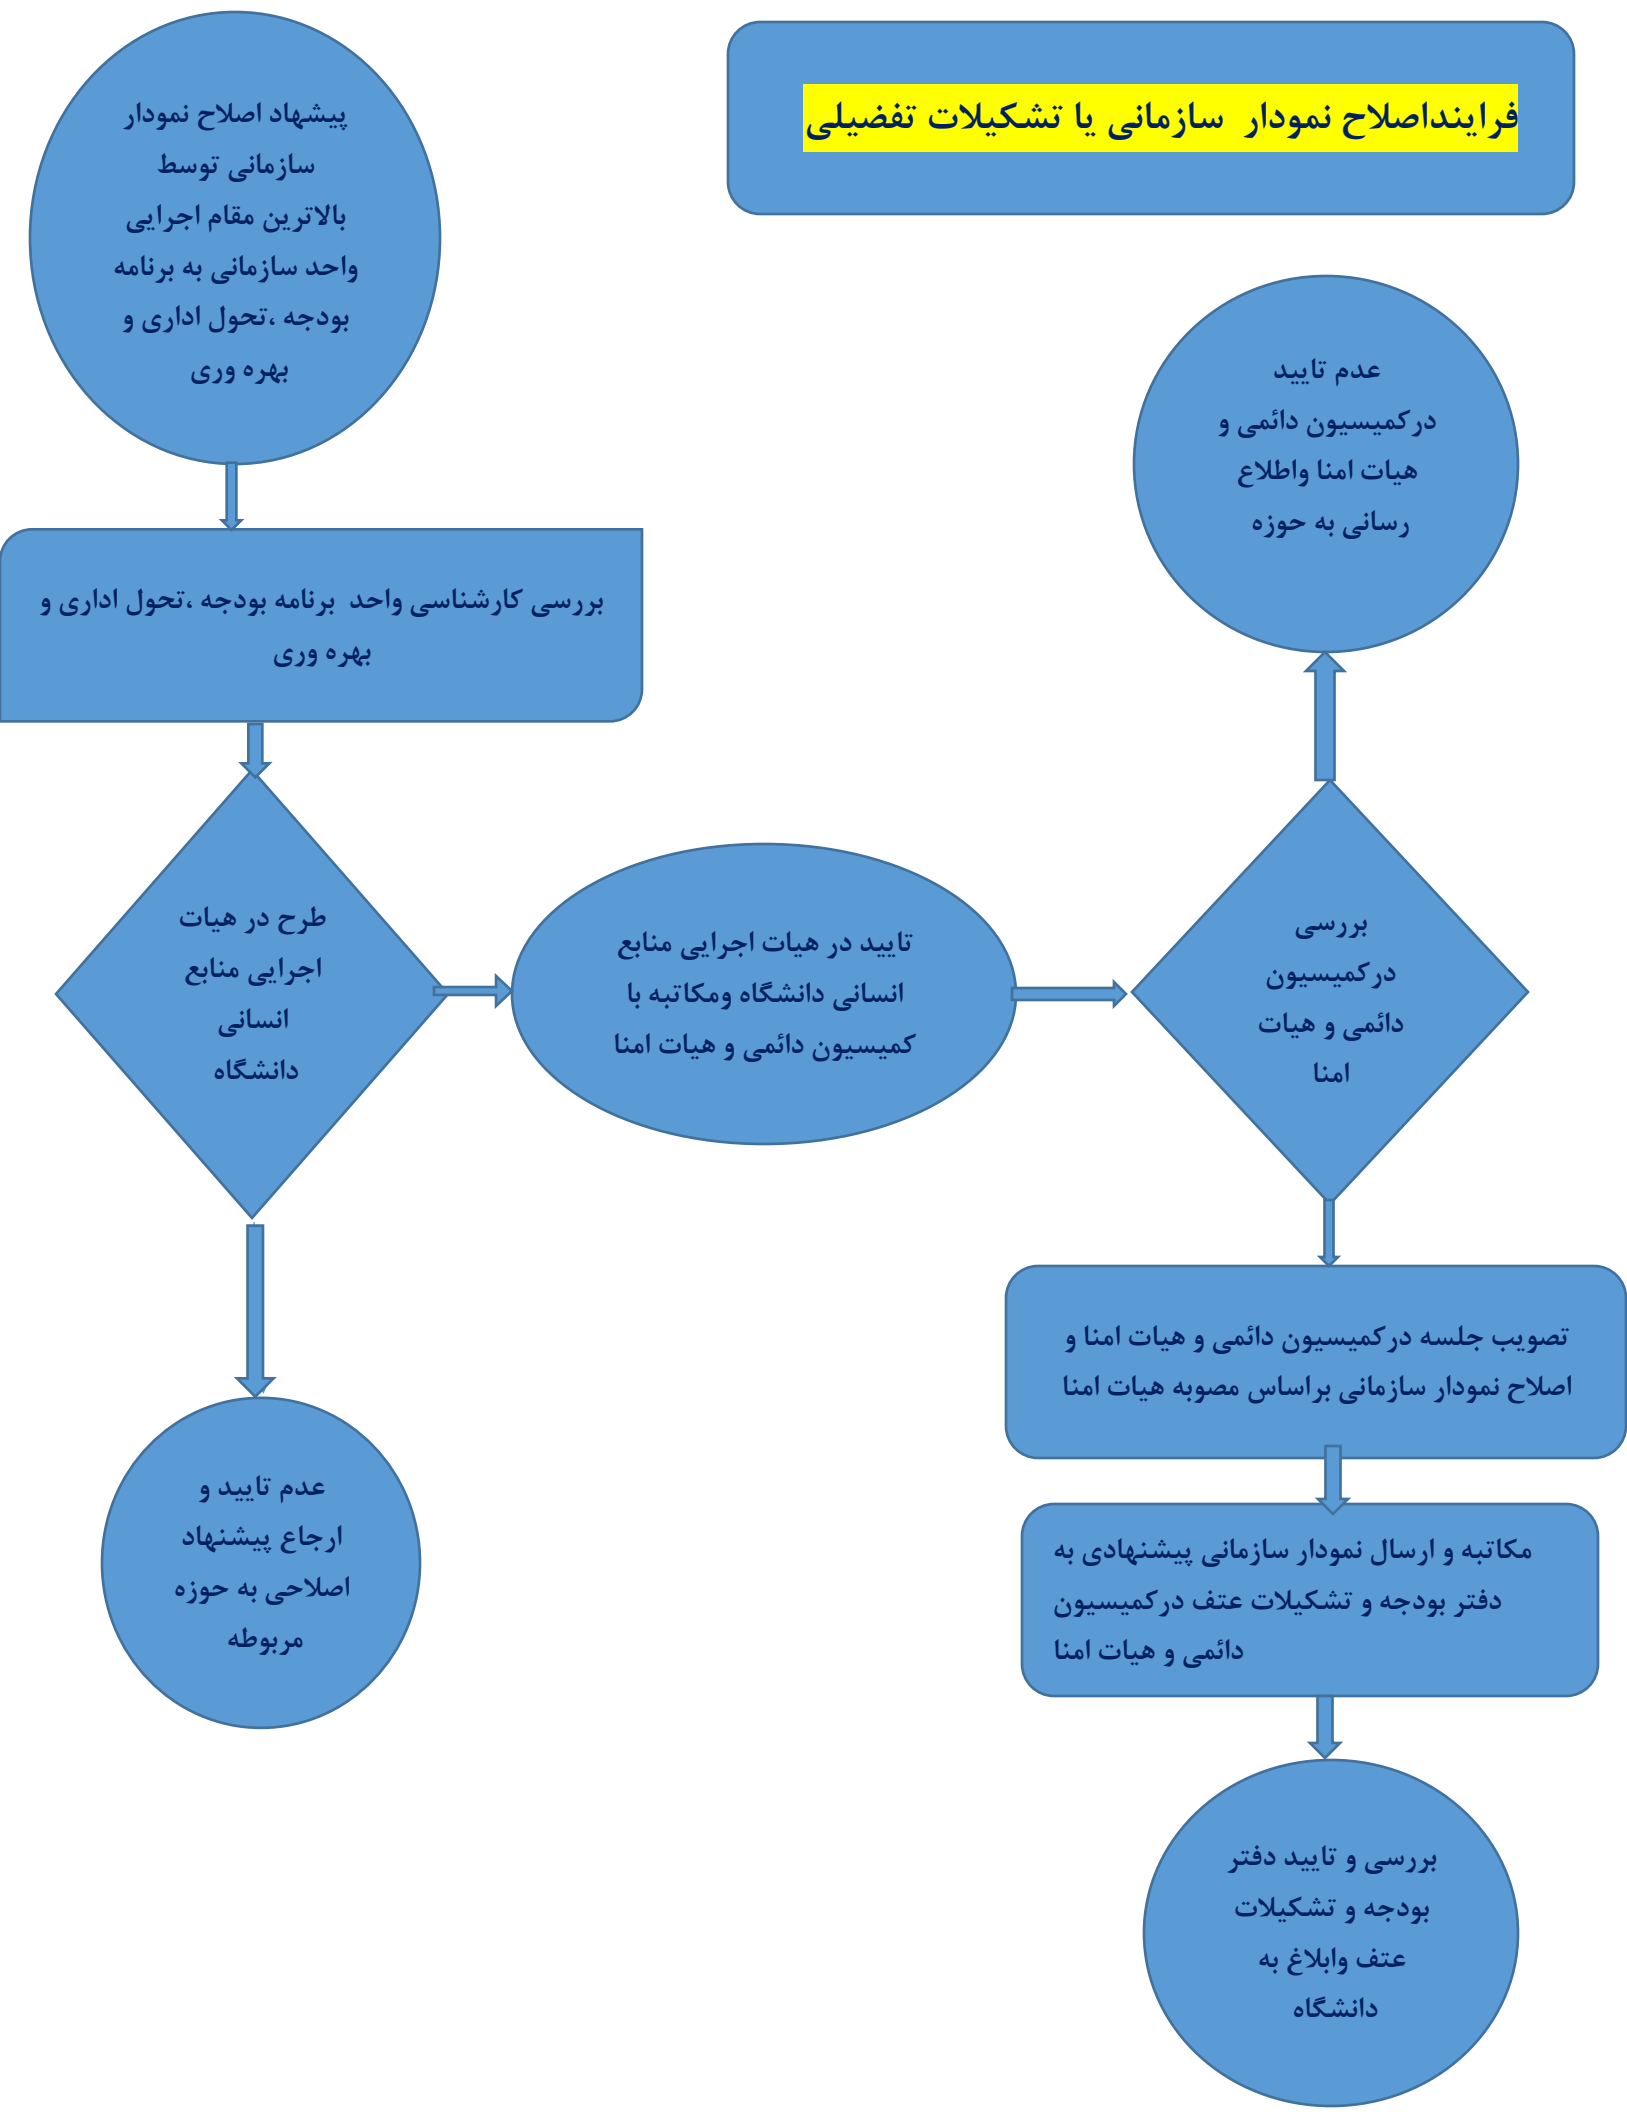 فراینداصلاح نمودار سازمانی یا تشکیلات تفضیلی
پیشهاد اصلاح نمودار
سازمانی توسط
بالاترین مقام اجرایی
واحد سازمانی به برنامه
بودجه ،تحول اداری و
بهره وری
بررسی کارشناسی واحد برنامه بودجه ،تحول اداری و
بهره وری
طرح در هیات
اجرایی منابع
انسانی
دانشگاه
عدم تایید و
ارجاع پیشنهاد
اصلاحی به حوزه
مربوطه
تایید در هیات اجرایی منابع
انسانی دانشگاه ومکاتبه با
کمیسیون دائمی و هیات امنا
بررسی
درکمیسیون
دائمی و هیات
امنا
عدم تایید
درکمیسیون دائمی و
هیات امنا واطلاع
رسانی به حوزه
تصویب جلسه درکمیسیون دائمی و هیات امنا و
اصلاح نمودار سازمانی براساس مصوبه هیات امنا
مکاتبه و ارسال نمودار سازمانی پیشنهادی به
دفتر بودجه و تشکیلات عتف درکمیسیون
دائمی و هیات امنا
بررسی و تایید دفتر
بودجه و تشکیلات
عتف وابلاغ به
دانشگاه